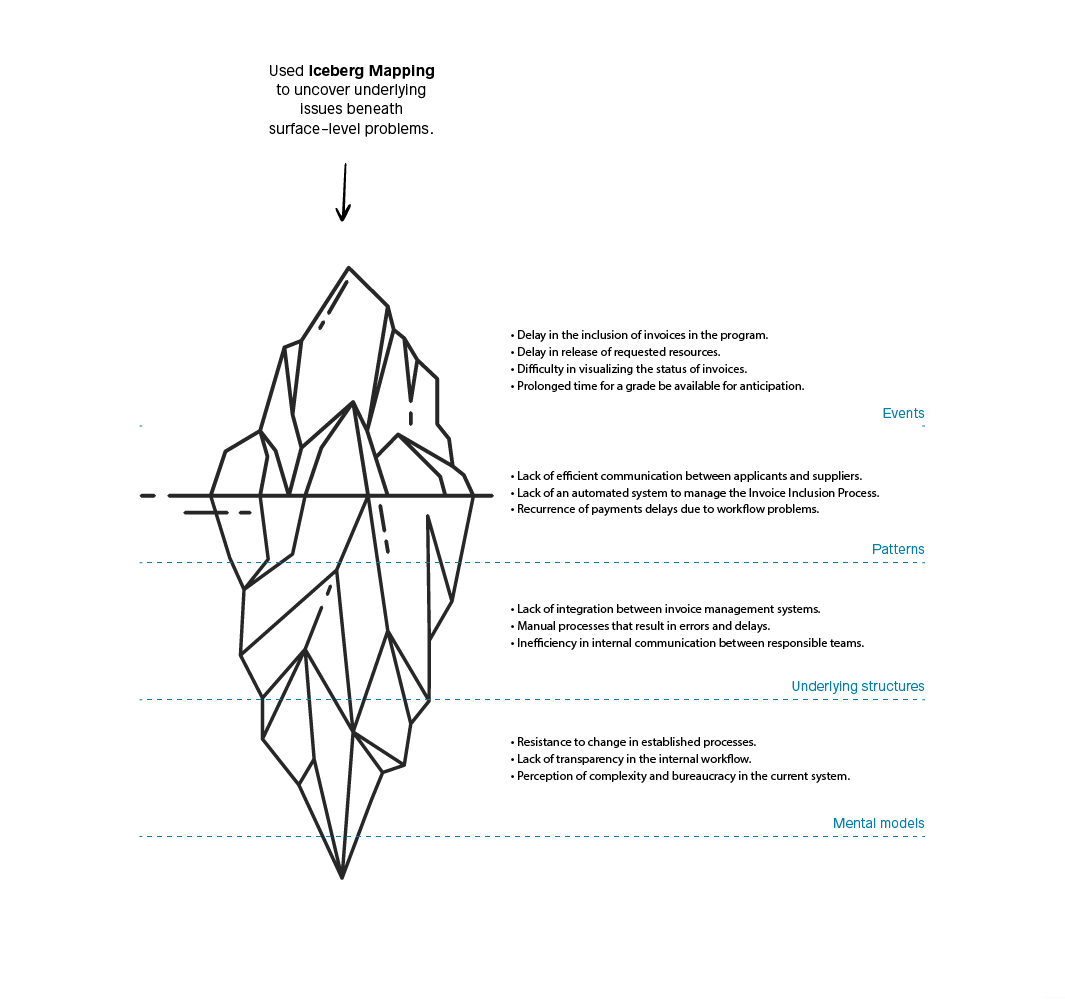 Used Iceberg Mapping
to uncover underlying
issues beneath
surface-level problems.
• Delay in the inclusion of invoices in the program.
• Delay in release of requested resources.
• Difficulty in visualizing the status of invoices.
• Prolonged time for a grade be available for anticipation.
Events
• Lack of efficient communication between applicants and suppliers.
• Lack of an automated system to manage the Invoice Inclusion Process.
• Recurrence of payments delays due to workflow problems.
Patterns
• Lack of integration between invoice management systems.
• Manual processes that result in errors and delays.
• Inefficiency in internal communication between responsible teams.
Underlying structures
• Resistance to change in established processes.
• Lack of transparency in the internal workflow.
• Perception of complexity and bureaucracy in the current system.
Mental models